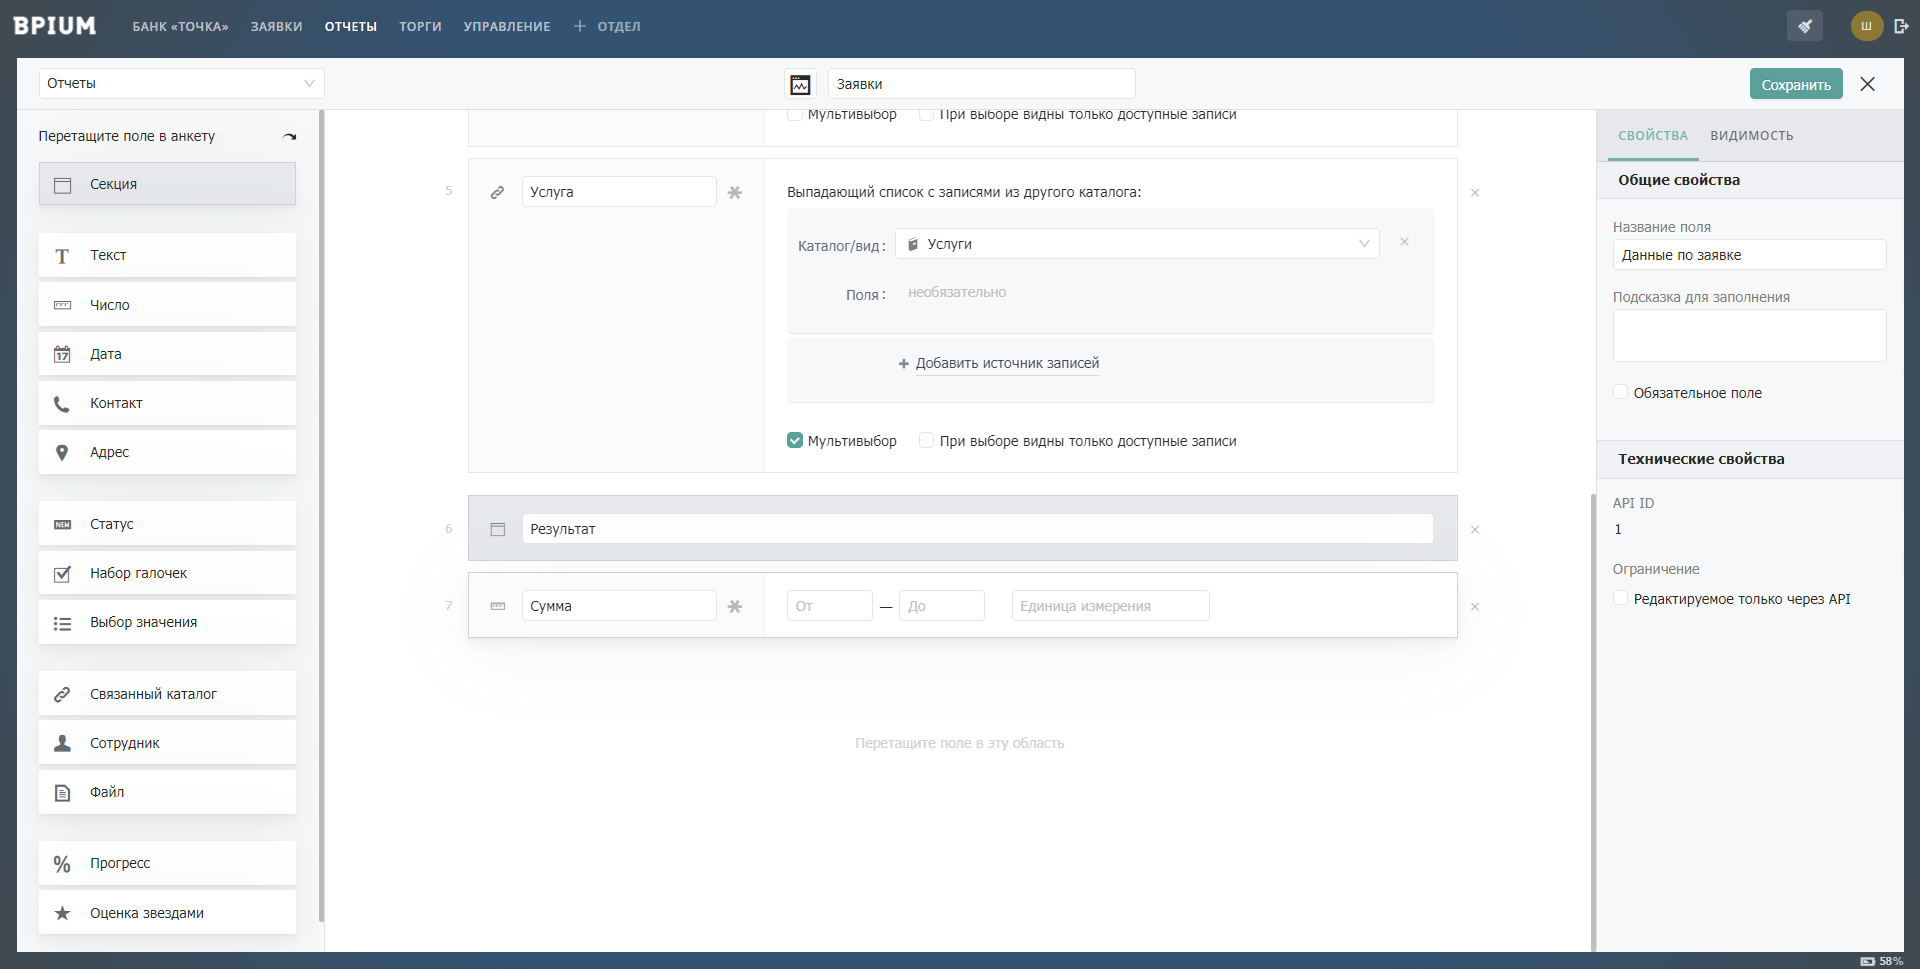 BPIUM
БАНК «ТОЧКА» ЗАЯВКИ ОТЧЕТЫ ТОРГИ УПРАВЛЕНИЕ + ОТДЕЛ
Ш
Отчеты
Заявки
Сохранить
Перетащите поле в анкету
Секция
Текст
Число
17 Дата
Контакт
Адрес
NEW Статус
Набор галочек
Выбор значения
Связанный каталог
Сотрудник
Файл
% Прогресс
Оценка звездами
Мультивыбор При выборе видны только доступные записи
5 Услуга
Выпадающий список с записями из другого каталога:
Каталог/вид: Услуги
Поля: необязательно
+ Добавить источник записей
Мультивыбор При выборе видны только доступные записи
6 Результат
7 Сумма От — До Единица измерения
Перетащите поле в эту область
СВОЙСТВА ВИДИМОСТЬ
Общие свойства
Название поля
Данные по заявке
Подсказка для заполнения
Обязательное поле
Технические свойства
API ID
1
Ограничение
Редактируемое только через API
58%